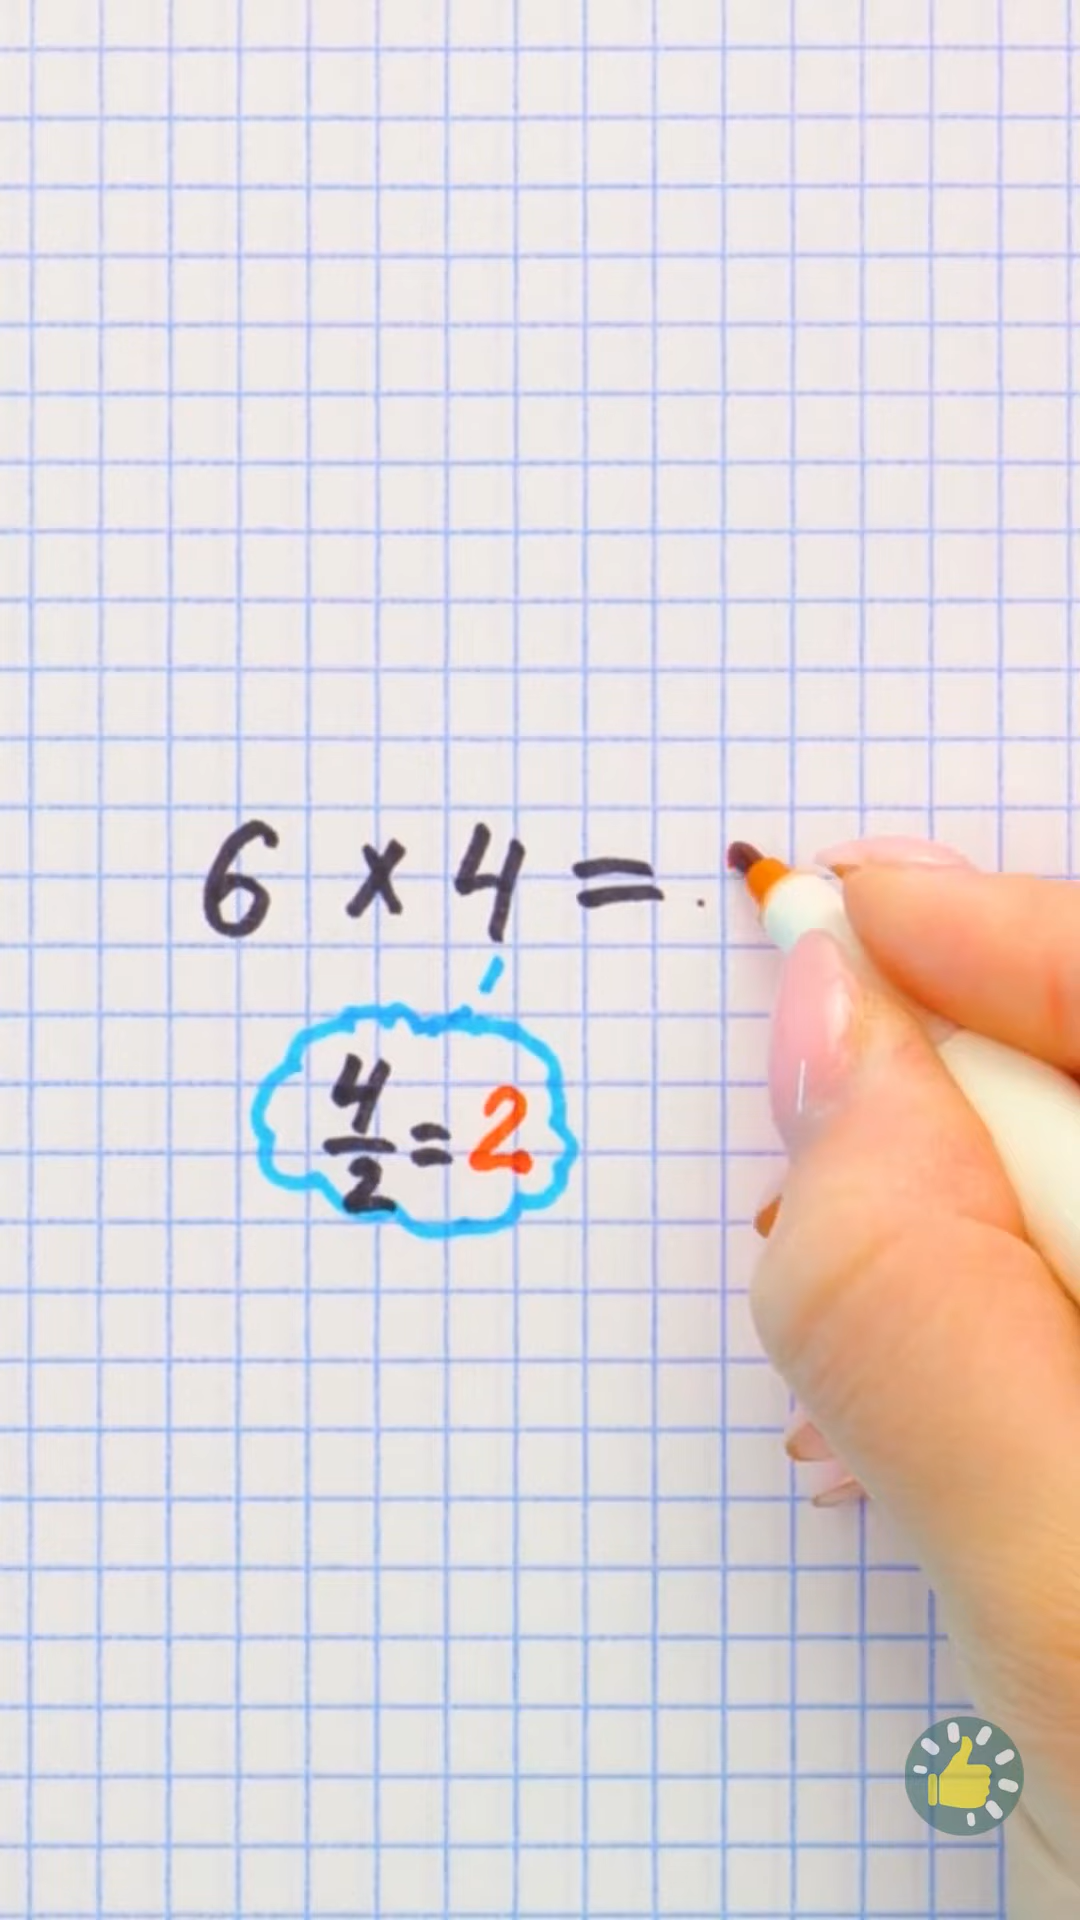 6 × 4 =
4/2 = 2